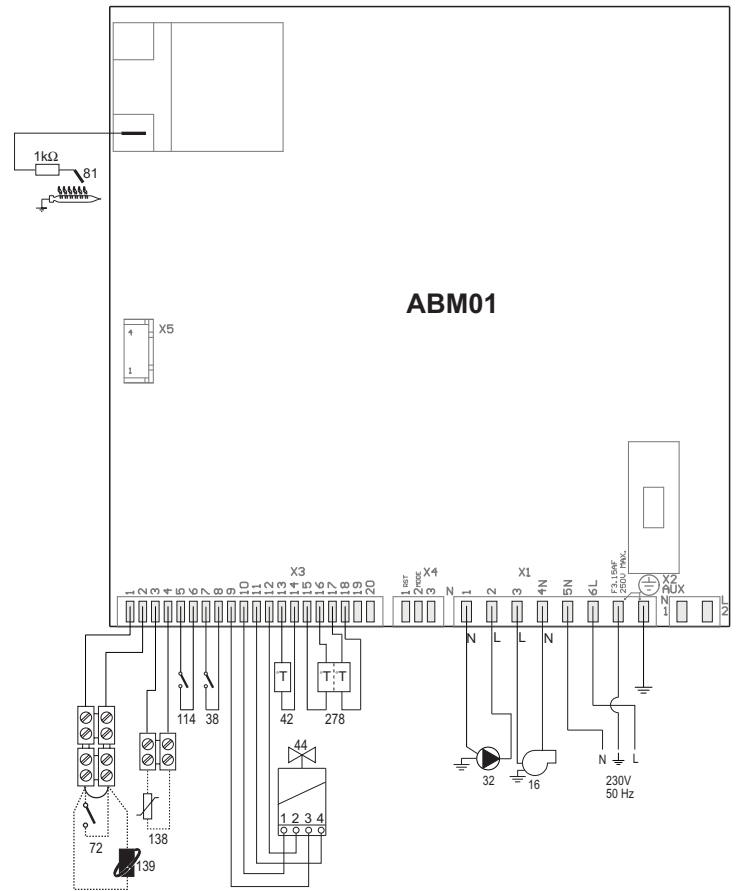 1kΩ
81
ABM01
X5
4
1
X3
1 2 3 4 5 6 7 8 9 10 11 12 13 14 15 16 17 18 19 20
X4
1 RST
2 MODE
3
X1
N 1 2 3 4N 5N 6L
F3.15AF
250V MAX.
X2
AUX
N L
1 2
N L L N
°T
°T °T
114 38 42 278
44
1 2 3 4
32 16
N L
230V
50 Hz
138
72
139